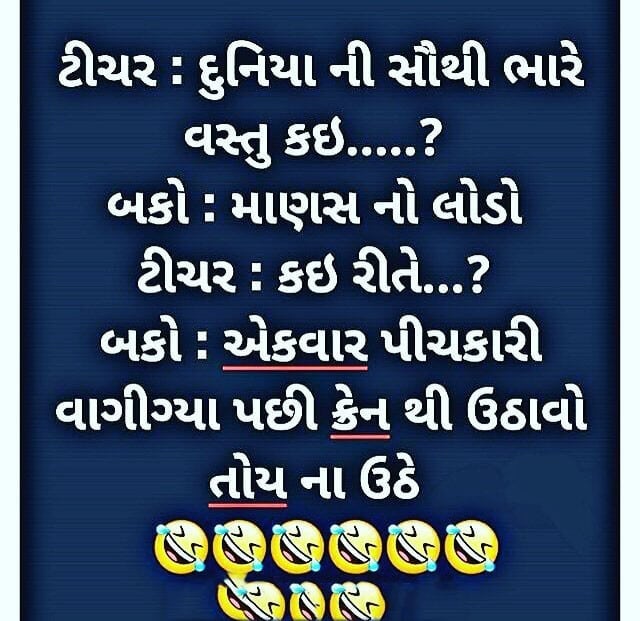 ટીચર : દુનિયા ની સૌથી ભારે
વસ્તુ કઇ.....?
બકો : માણસ નો લોડો
ટીચર : કઇ રીતે...?
બકો : એકવાર પીચકારી
વાગીગ્યા પછી ક્રેન થી ઉઠાવો
તોય ના ઉઠે
🤣🤣🤣🤣🤣🤣
🤣🤣🤣